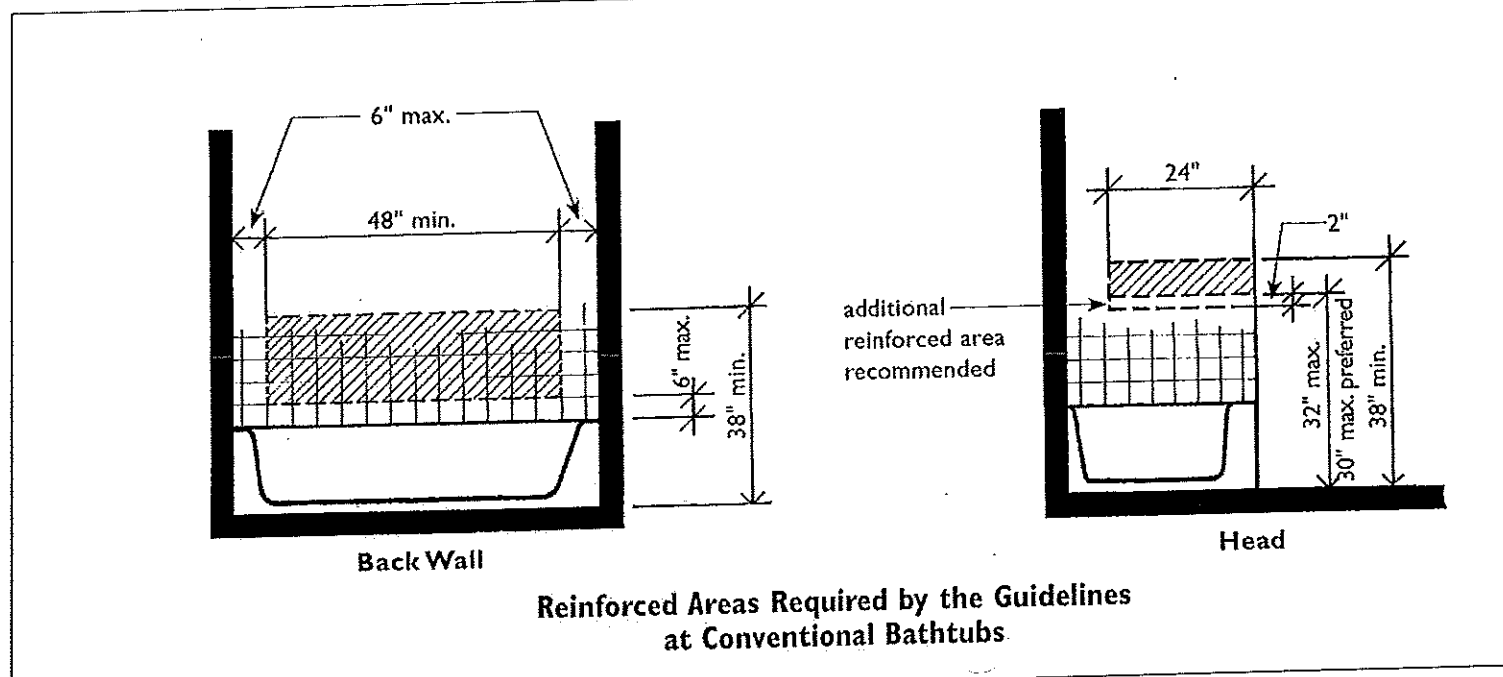 6" max.
48" min.
6" max.
38" min.
Back Wall
24"
2"
additional
reinforced area
recommended
32" max.
30" max. preferred
38" min.
Head
Reinforced Areas Required by the Guidelines
at Conventional Bathtubs